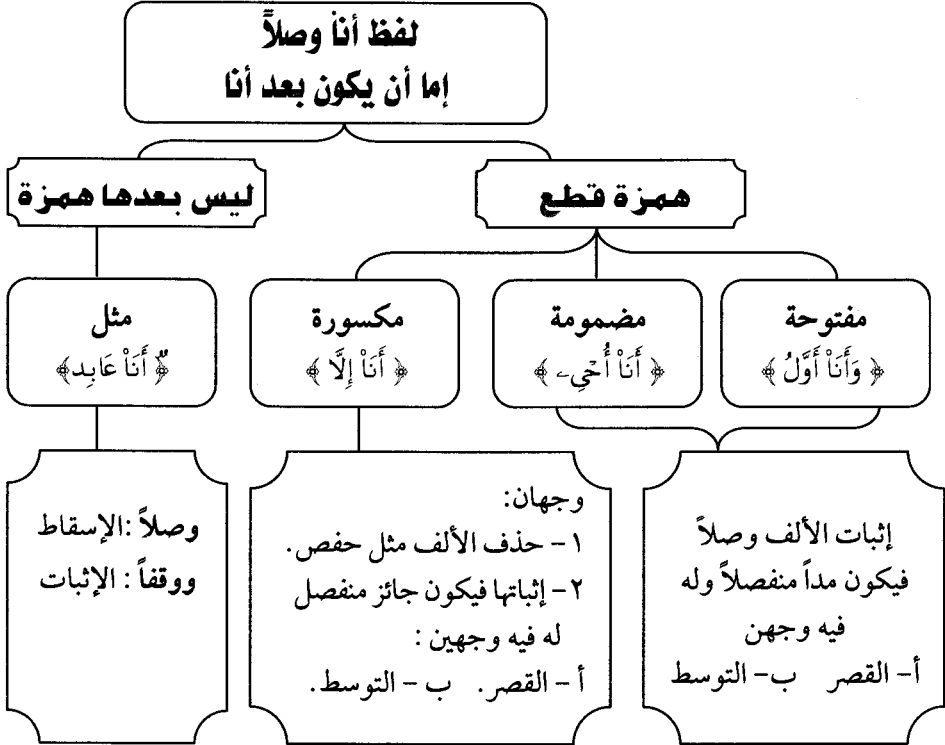 لفظ أنا وصلاً
إما أن يكون بعد أنا
همزة قطع
ليس بعدها همزة
مفتوحة
﴿ وَأَنَا۠ أَوَّلُ ﴾
مضمومة
﴿ أَنَا۠ أُحْيِۦ ﴾
مكسورة
﴿ أَنَا۠ إِلَّا ﴾
مثل
﴿ أَنَا۠ عَابِد ﴾
إثبات الألف وصلاً
فيكون مداً منفصلاً وله
فيه وجهن
أ- القصر ب- التوسط
وجهان:
١- حذف الألف مثل حفص.
٢- إثباتها فيكون جائز منفصل
له فيه وجهين :
أ - القصر. ب - التوسط.
وصلاً :الإسقاط
ووقفاً : الإثبات